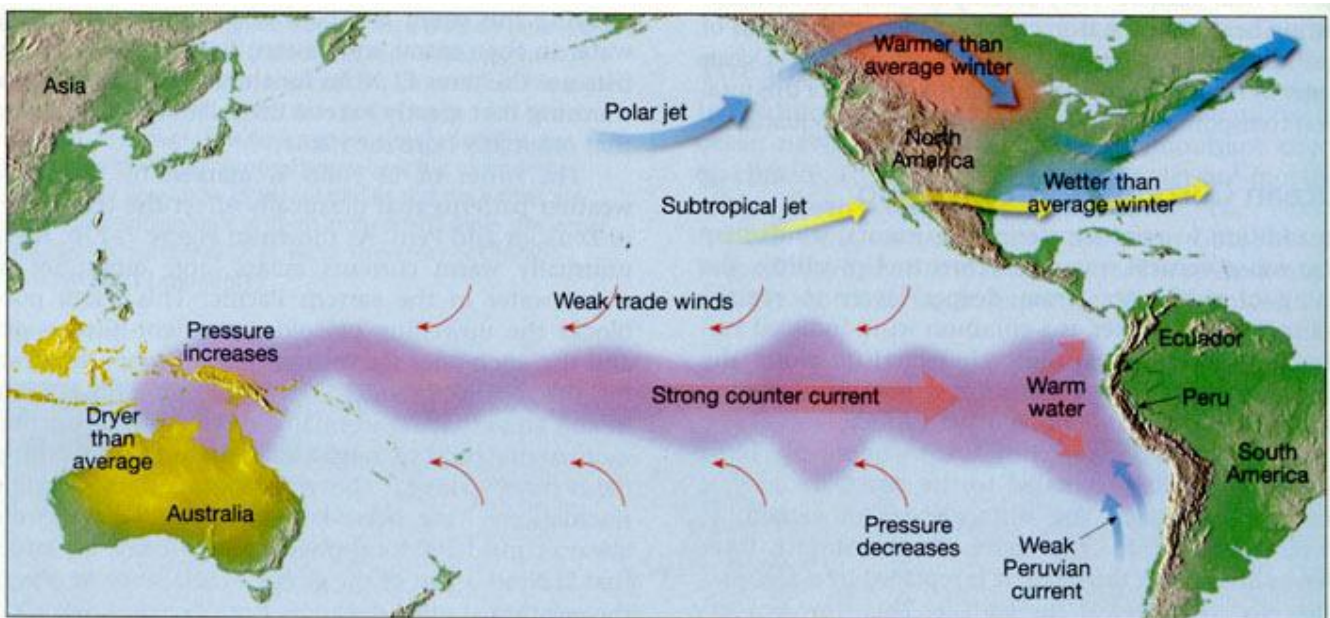 Asia
Polar jet
Warmer than
average winter
North
America
Subtropical jet
Wetter than
average winter
Weak trade winds
Pressure
increases
Ecuador
Strong counter current
Warm
water
Peru
Dryer
than
average
South
America
Australia
Pressure
decreases
Weak
Peruvian
current